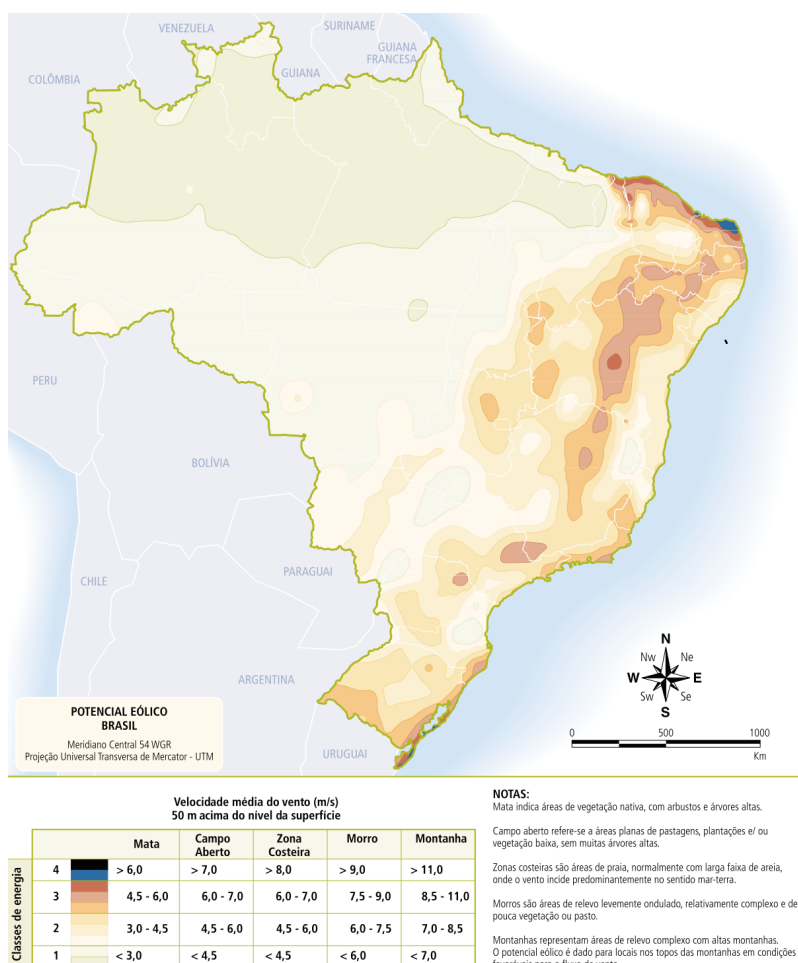 VENEZUELA
SURINAME
GUIANA
FRANCESA
GUIANA
COLÔMBIA
PERU
BOLÍVIA
PARAGUAI
CHILE
ARGENTINA
URUGUAI
N
Nw Ne
W E
Sw Se
S
0 500 1000
Km
POTENCIAL EÓLICO
BRASIL
Meridiano Central 54 WGR
Projeção Universal Transversa de Mercator - UTM
Velocidade média do vento (m/s)
50 m acima do nível da superfície
Mata Campo Aberto Zona Costeira Morro Montanha
Classes de energia
4 > 6,0 > 7,0 > 8,0 > 9,0 > 11,0
3 4,5 - 6,0 6,0 - 7,0 6,0 - 7,0 7,5 - 9,0 8,5 - 11,0
2 3,0 - 4,5 4,5 - 6,0 4,5 - 6,0 6,0 - 7,5 7,0 - 8,5
1 < 3,0 < 4,5 < 4,5 < 6,0 < 7,0
NOTAS:
Mata indica áreas de vegetação nativa, com arbustos e árvores altas.
Campo aberto refere-se a áreas planas de pastagens, plantações e/ ou
vegetação baixa, sem muitas árvores altas.
Zonas costeiras são áreas de praia, normalmente com larga faixa de areia,
onde o vento incide predominantemente no sentido mar-terra.
Morros são áreas de relevo levemente ondulado, relativamente complexo e de
pouca vegetação ou pasto.
Montanhas representam áreas de relevo complexo com altas montanhas.
O potencial eólico é dado para locais nos topos das montanhas em condições